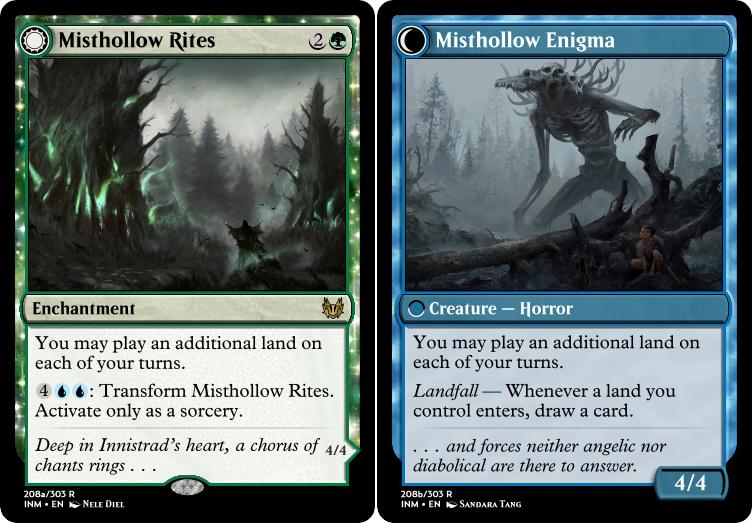 Misthollow Rites 2
Enchantment
You may play an additional land on
each of your turns.
4: Transform Misthollow Rites.
Activate only as a sorcery.
Deep in Innistrad's heart, a chorus of
chants rings . . .
4/4
208a/303 R
INM • EN Nele Diel
Misthollow Enigma
Creature — Horror
You may play an additional land on
each of your turns.
Landfall — Whenever a land you
control enters, draw a card.
. . . and forces neither angelic nor
diabolical are there to answer.
4/4
208b/303 R
INM • EN Sandara Tang